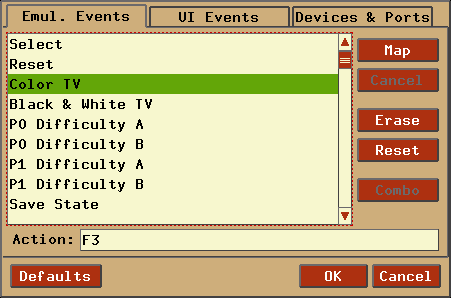 Emul. Events UI Events Devices & Ports
Select
Reset
Color TV
Black & White TV
P0 Difficulty A
P0 Difficulty B
P1 Difficulty A
P1 Difficulty B
Save State
Map
Cancel
Erase
Reset
Combo
Action: F3
Defaults OK Cancel